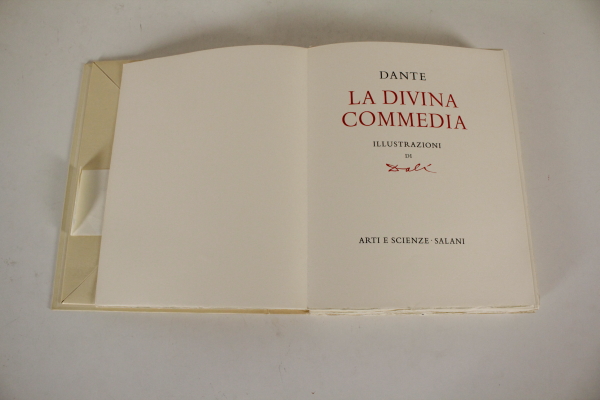 DANTE
LA DIVINA
COMMEDIA
ILLUSTRAZIONI
DI
Dalí
ARTI E SCIENZE · SALANI